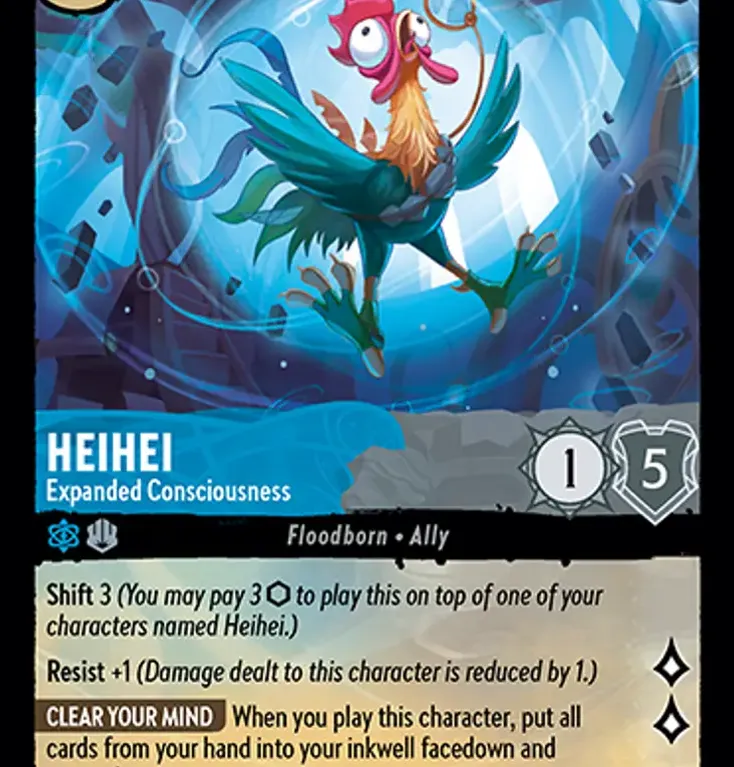 HEIHEI
Expanded Consciousness
1
5
Floodborn • Ally
Shift 3 (You may pay 3 to play this on top of one of your
characters named Heihei.)
Resist +1 (Damage dealt to this character is reduced by 1.)
CLEAR YOUR MIND When you play this character, put all
cards from your hand into your inkwell facedown and